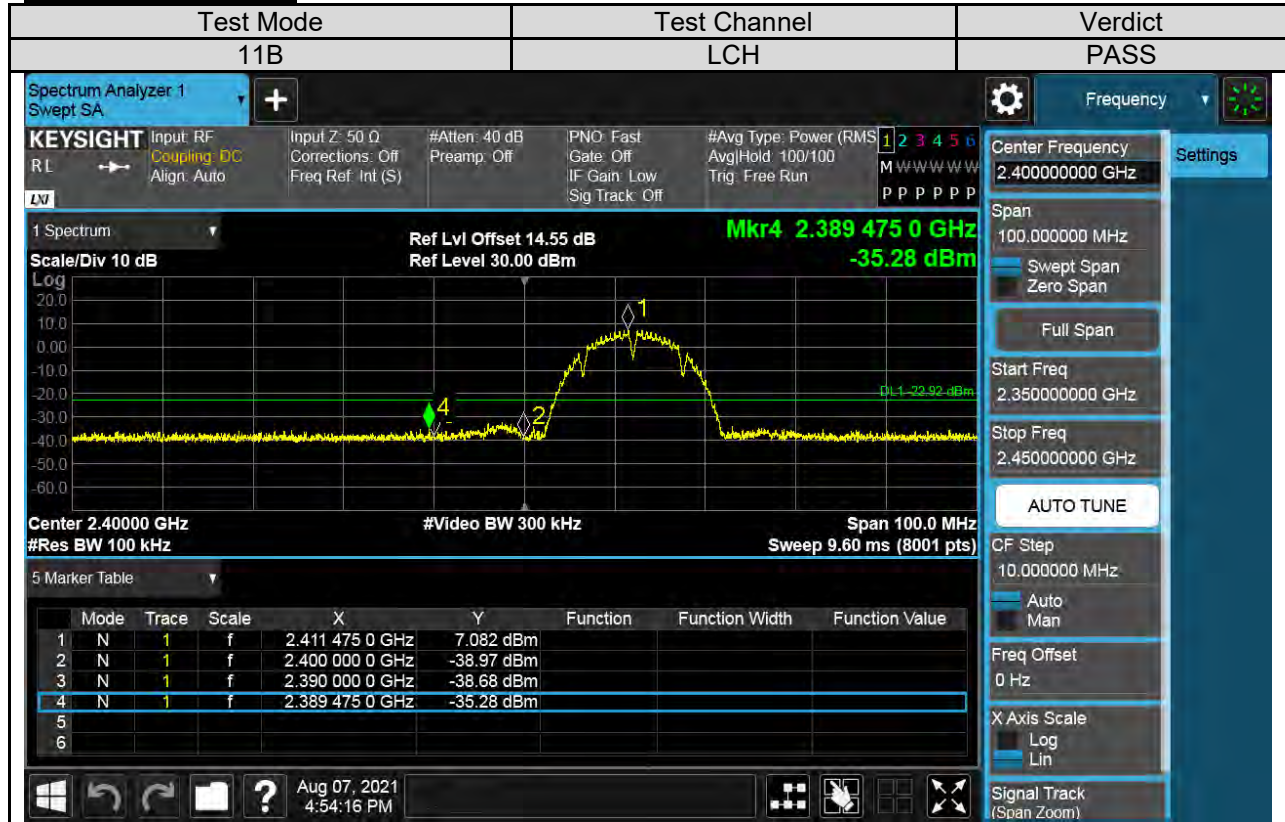 Test Mode Test Channel Verdict
11B LCH PASS
Spectrum Analyzer 1
Swept SA
+
Frequency
KEYSIGHT
RL
LXI
Input: RF
Coupling: DC
Align: Auto
Input Z: 50 Ω
Corrections: Off
Freq Ref: Int (S)
#Atten: 40 dB
Preamp: Off
PNO: Fast
Gate: Off
IF Gain: Low
Sig Track: Off
#Avg Type: Power (RMS
Avg|Hold: 100/100
Trig: Free Run
1 2 3 4 5 6
M W W W W W
P P P P P P
1 Spectrum
Scale/Div 10 dB
Ref Lvl Offset 14.55 dB
Ref Level 30.00 dBm
Mkr4 2.389 475 0 GHz
-35.28 dBm
Log
20.0
10.0
0.00
-10.0
-20.0
-30.0
-40.0
-50.0
-60.0
1
4
2
DL1 -22.92 dBm
Center 2.40000 GHz
#Res BW 100 kHz
#Video BW 300 kHz
Span 100.0 MHz
Sweep 9.60 ms (8001 pts)
5 Marker Table
Mode Trace Scale X Y Function Function Width Function Value
1 N 1 f 2.411 475 0 GHz 7.082 dBm
2 N 1 f 2.400 000 0 GHz -38.97 dBm
3 N 1 f 2.390 000 0 GHz -38.68 dBm
4 N 1 f 2.389 475 0 GHz -35.28 dBm
5
6
?
Aug 07, 2021
4:54:16 PM
Center Frequency
2.400000000 GHz
Settings
Span
100.000000 MHz
Swept Span
Zero Span
Full Span
Start Freq
2.350000000 GHz
Stop Freq
2.450000000 GHz
AUTO TUNE
CF Step
10.000000 MHz
Auto
Man
Freq Offset
0 Hz
X Axis Scale
Log
Lin
Signal Track
(Span Zoom)